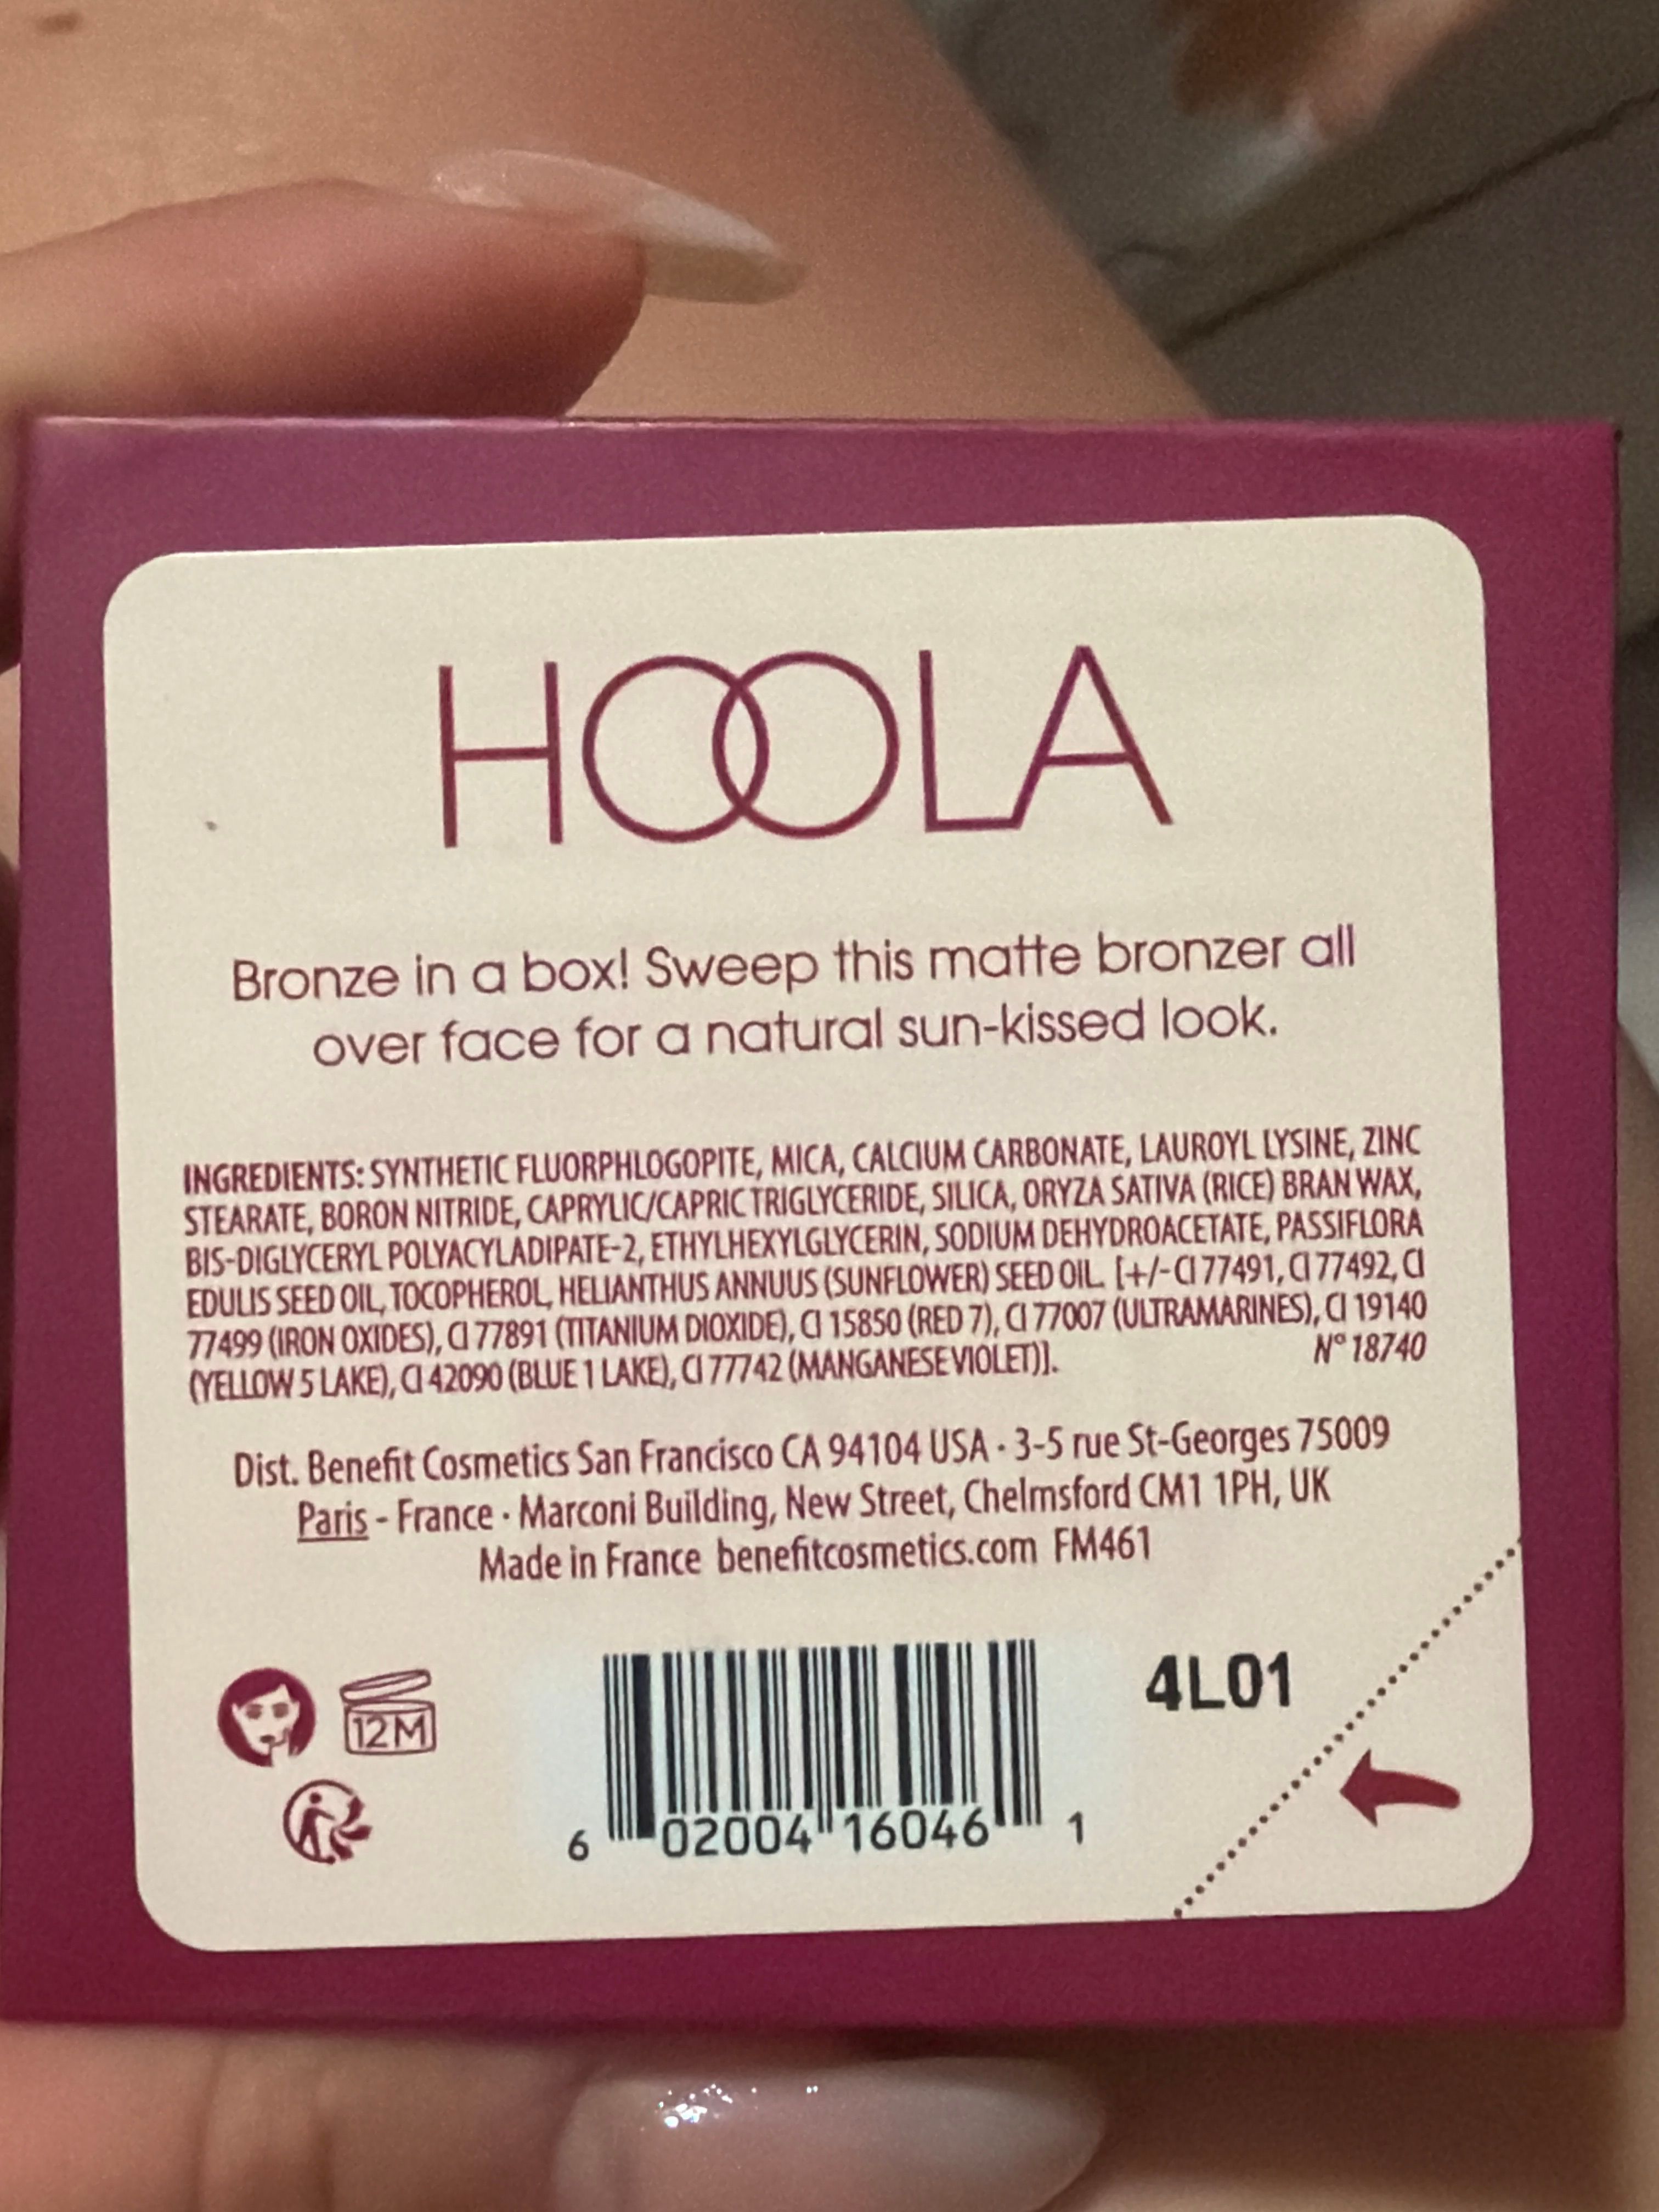 HOOLA
Bronze in a box! Sweep this matte bronzer all
over face for a natural sun-kissed look.
INGREDIENTS: SYNTHETIC FLUORPHLOGOPITE, MICA, CALCIUM CARBONATE, LAUROYL LYSINE, ZINC
STEARATE, BORON NITRIDE, CAPRYLIC/CAPRIC TRIGLYCERIDE, SILICA, ORYZA SATIVA (RICE) BRAN WAX,
BIS-DIGLYCERYL POLYACYLADIPATE-2, ETHYLHEXYLGLYCERIN, SODIUM DEHYDROACETATE, PASSIFLORA
EDULIS SEED OIL, TOCOPHEROL, HELIANTHUS ANNUUS (SUNFLOWER) SEED OIL. [+/- CI 77491, CI 77492, CI
77499 (IRON OXIDES), CI 77891 (TITANIUM DIOXIDE), CI 15850 (RED 7), CI 77007 (ULTRAMARINES), CI 19140
(YELLOW 5 LAKE), CI 42090 (BLUE 1 LAKE), CI 77742 (MANGANESE VIOLET)]. N° 18740
Dist. Benefit Cosmetics San Francisco CA 94104 USA · 3-5 rue St-Georges 75009
Paris - France · Marconi Building, New Street, Chelmsford CM1 1PH, UK
Made in France benefitcosmetics.com FM461
12M
4L01
6 02004 16046 1